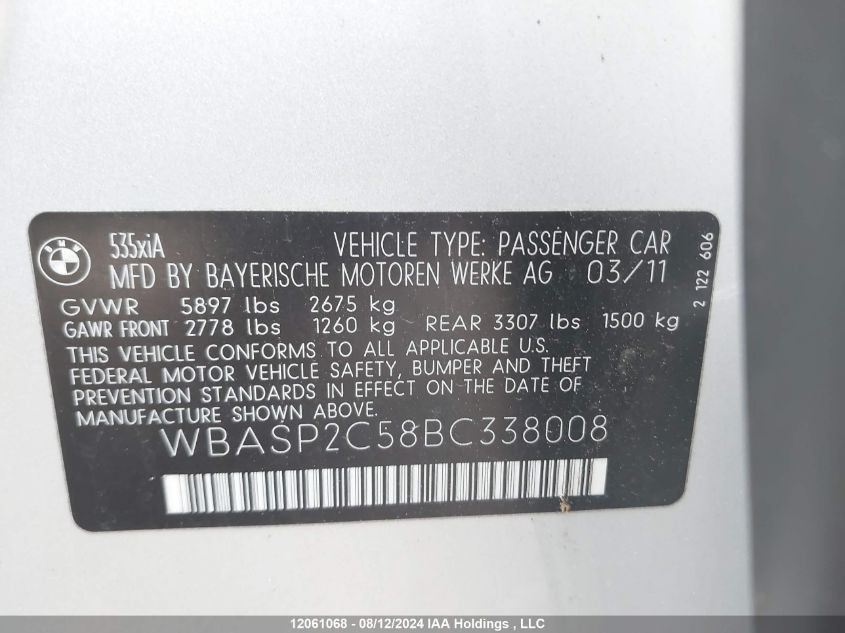 BMW
535xiA VEHICLE TYPE: PASSENGER CAR
MFD BY BAYERISCHE MOTOREN WERKE AG 03/11
GVWR 5897 lbs 2675 kg
GAWR FRONT 2778 lbs 1260 kg REAR 3307 lbs 1500 kg
THIS VEHICLE CONFORMS TO ALL APPLICABLE U.S.
FEDERAL MOTOR VEHICLE SAFETY, BUMPER AND THEFT
PREVENTION STANDARDS IN EFFECT ON THE DATE OF
MANUFACTURE SHOWN ABOVE.
WBASP2C58BC338008
2 122 606
12061068 - 08/12/2024 IAA Holdings , LLC